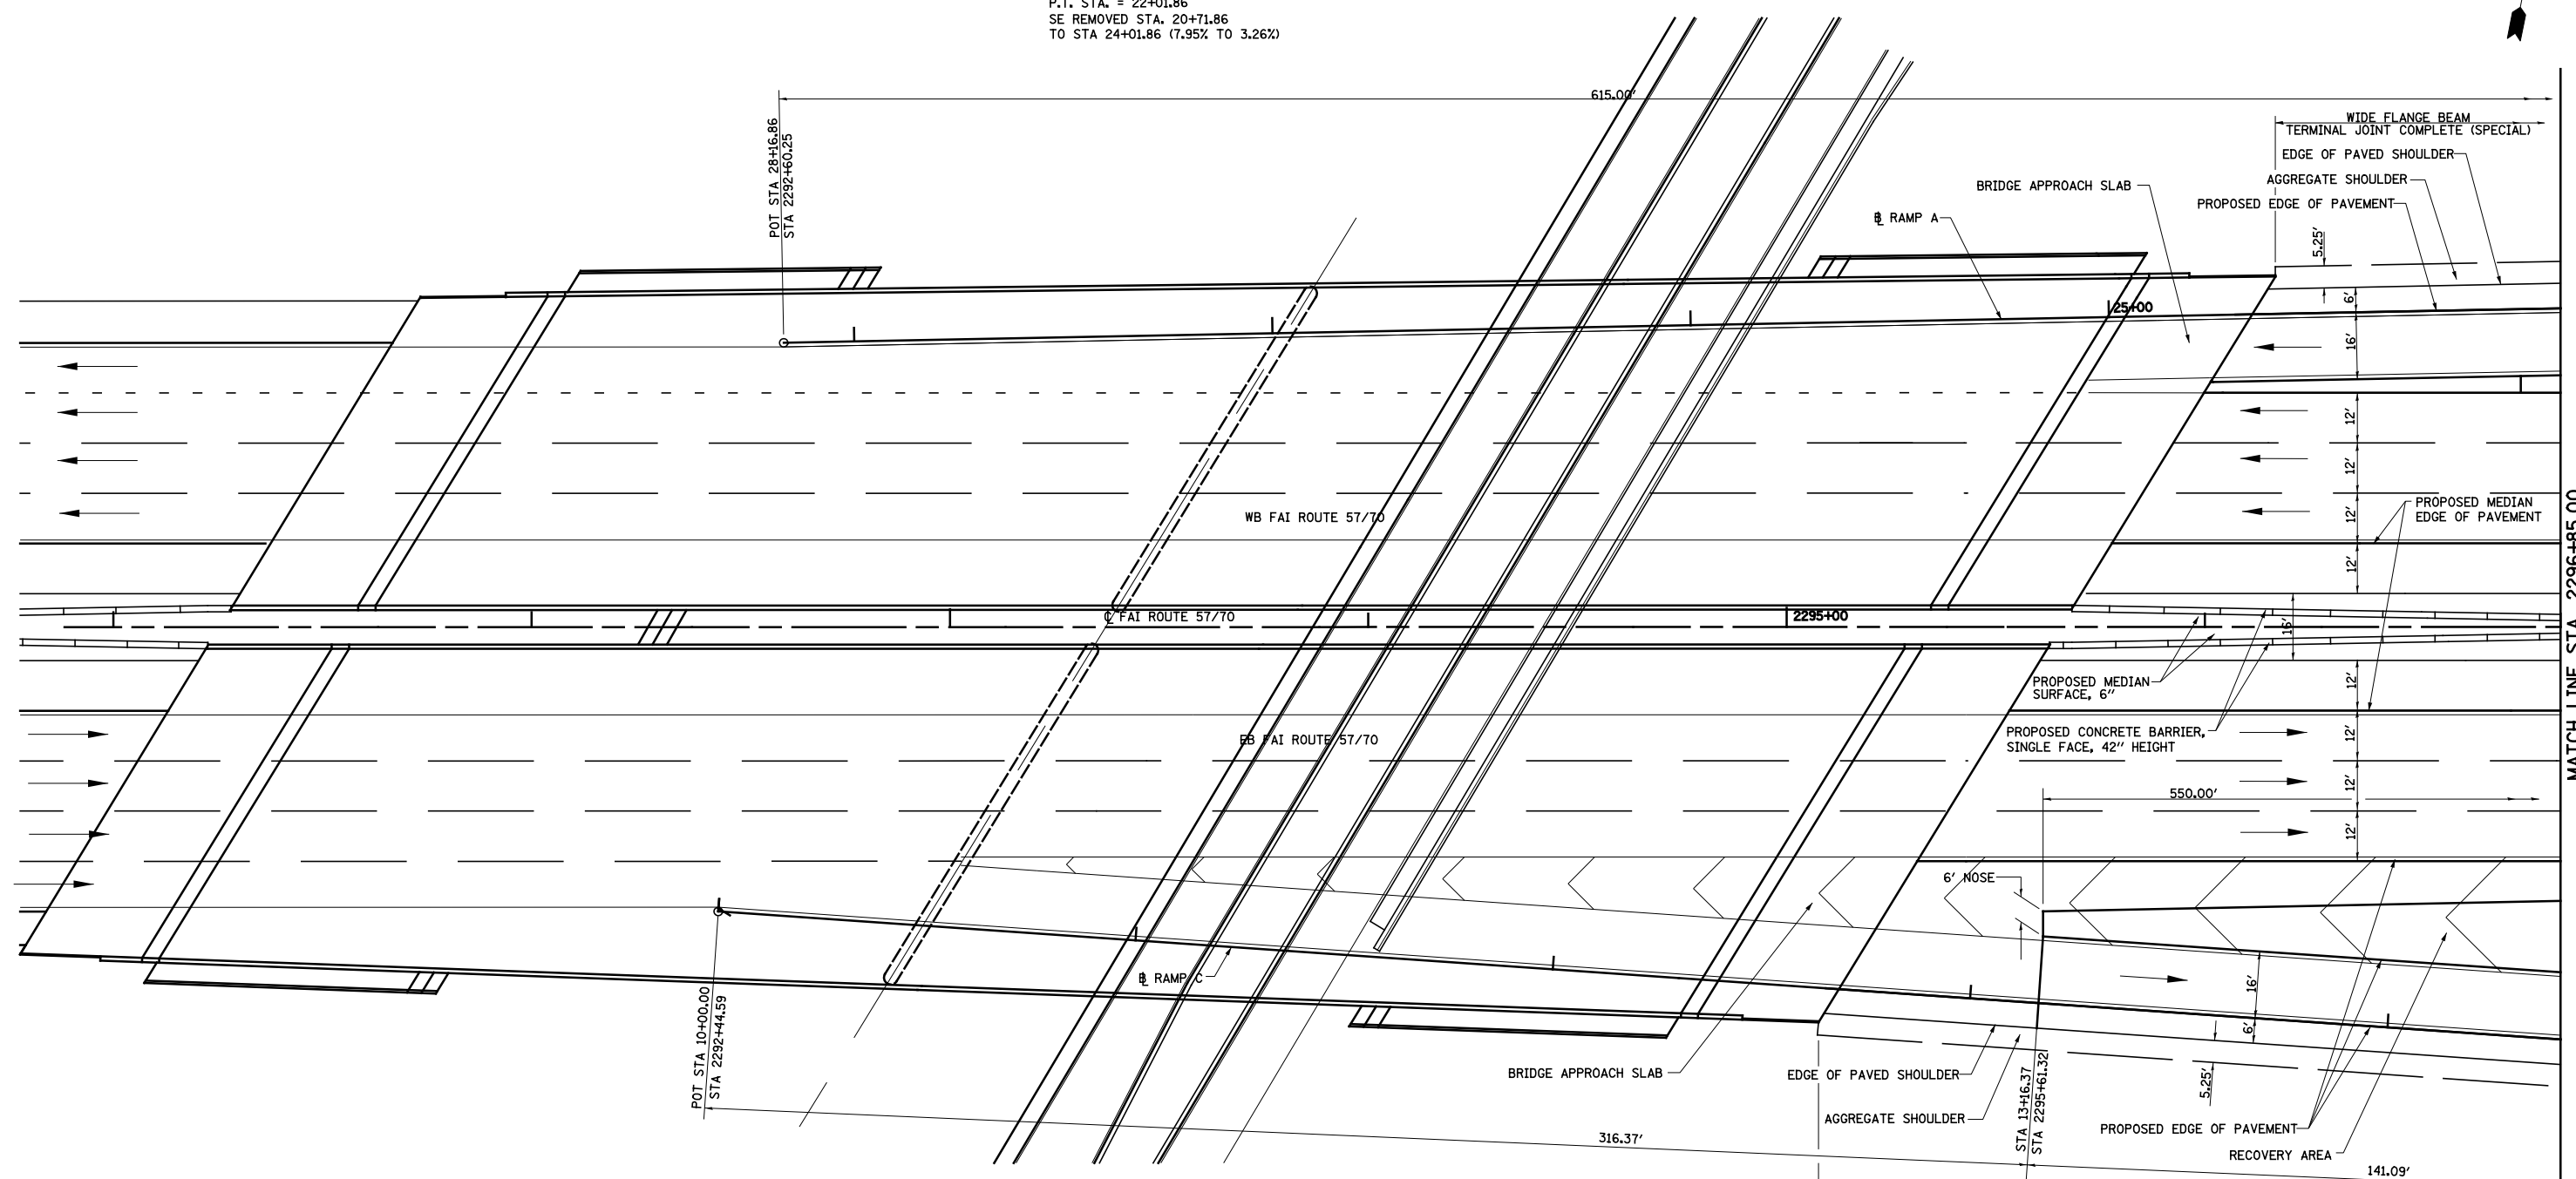 P.T. STA. = 22+01.86
SE REMOVED STA. 20+71.86
TO STA 24+01.86 (7.95% TO 3.26%)
615.00'
POT STA 28+16.86
STA 2292+60.25
WIDE FLANGE BEAM
TERMINAL JOINT COMPLETE (SPECIAL)
EDGE OF PAVED SHOULDER
AGGREGATE SHOULDER
BRIDGE APPROACH SLAB
PROPOSED EDGE OF PAVEMENT
℄ RAMP A
5.25'
6'
25+00
16'
12'
12'
12'
12'
PROPOSED MEDIAN
EDGE OF PAVEMENT
WB FAI ROUTE 57/70
℄ FAI ROUTE 57/70
2295+00
16'
MATCH LINE STA. 2296+85.00
PROPOSED MEDIAN
SURFACE, 6"
12'
PROPOSED CONCRETE BARRIER,
SINGLE FACE, 42" HEIGHT
EB FAI ROUTE 57/70
12'
12'
12'
550.00'
6' NOSE
℄ RAMP C
16'
6'
5.25'
POT STA 10+00.00
STA 2292+44.59
BRIDGE APPROACH SLAB
EDGE OF PAVED SHOULDER
AGGREGATE SHOULDER
STA 13+16.37
STA 2295+61.32
PROPOSED EDGE OF PAVEMENT
RECOVERY AREA
316.37'
141.09'